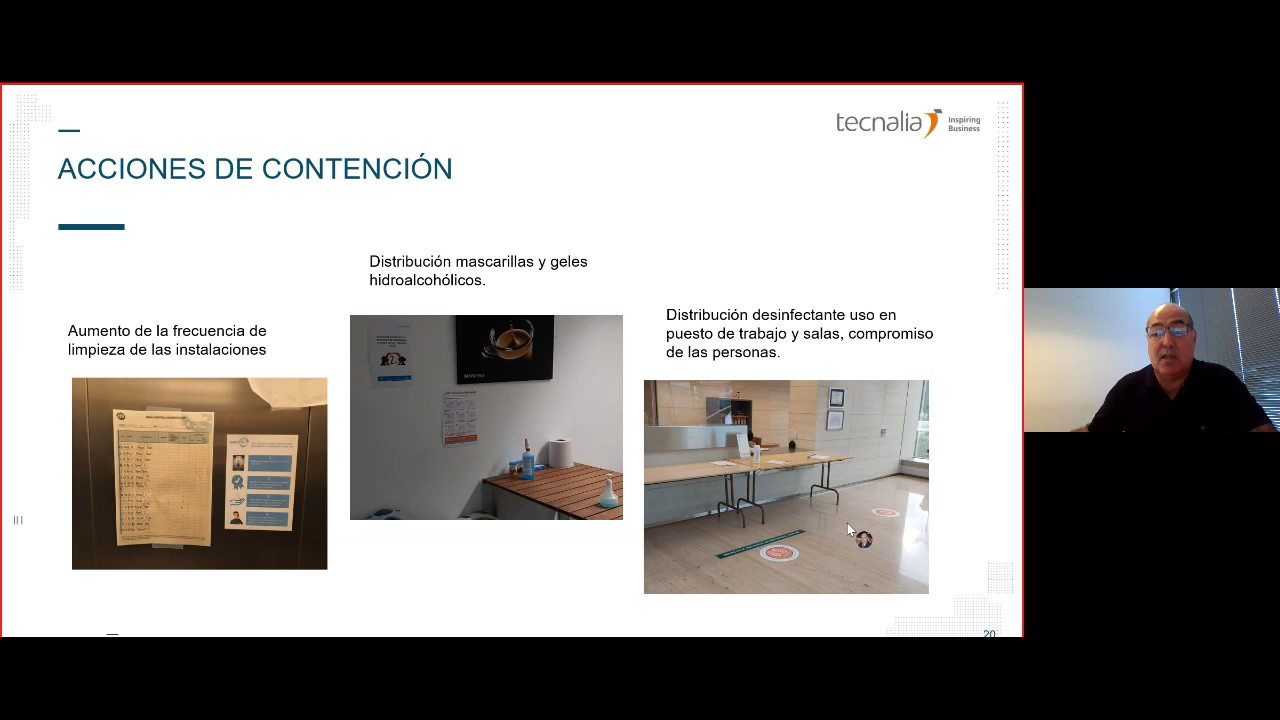 tecnalia
Inspiring
Business
ACCIONES DE CONTENCIÓN
Distribución mascarillas y geles
hidroalcohólicos.
Distribución desinfectante uso en
puesto de trabajo y salas, compromiso
de las personas.
Aumento de la frecuencia de
limpieza de las instalaciones
20